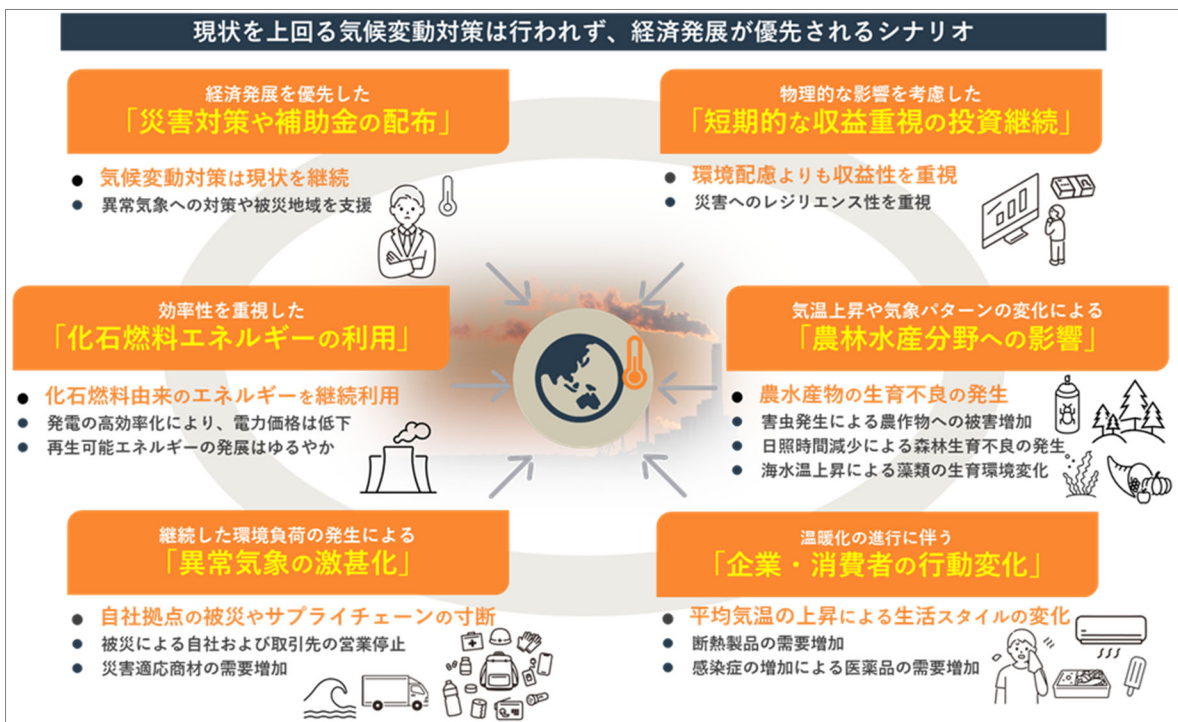 現状を上回る気候変動対策は行われず、経済発展が優先されるシナリオ
経済発展を優先した
「災害対策や補助金の配布」
● 気候変動対策は現状を継続
● 異常気象への対策や被災地域を支援
物理的な影響を考慮した
「短期的な収益重視の投資継続」
● 環境配慮よりも収益性を重視
● 災害へのレジリエンス性を重視
効率性を重視した
「化石燃料エネルギーの利用」
● 化石燃料由来のエネルギーを継続利用
● 発電の高効率化により、電力価格は低下
● 再生可能エネルギーの発展はゆるやか
気温上昇や気象パターンの変化による
「農林水産分野への影響」
● 農水産物の生育不良の発生
● 害虫発生による農作物への被害増加
● 日照時間減少による森林生育不良の発生
● 海水温上昇による藻類の生育環境変化
継続した環境負荷の発生による
「異常気象の激甚化」
● 自社拠点の被災やサプライチェーンの寸断
● 被災による自社および取引先の営業停止
● 災害適応商材の需要増加
温暖化の進行に伴う
「企業・消費者の行動変化」
● 平均気温の上昇による生活スタイルの変化
● 断熱製品の需要増加
● 感染症の増加による医薬品の需要増加